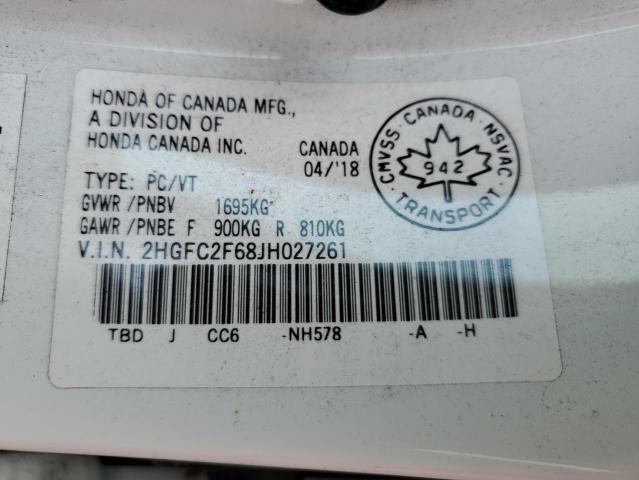 HONDA OF CANADA MFG.,
A DIVISION OF
HONDA CANADA INC. CANADA
04/'18
CMVSS · CANADA · NSVAC
942
TRANSPORT
TYPE: PC/VT
GVWR /PNBV 1695KG
GAWR /PNBE F 900KG R 810KG
V.I.N. 2HGFC2F68JH027261
TBD J CC6 -NH578 -A -H